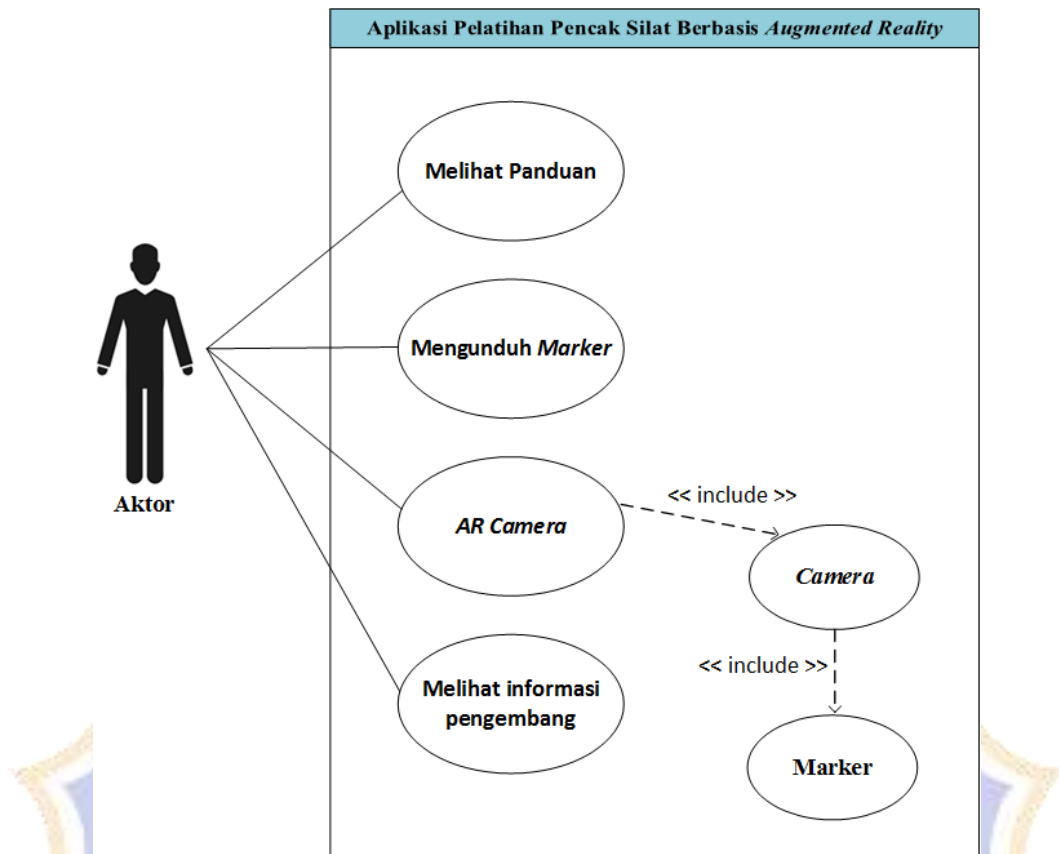 Aplikasi Pelatihan Pencak Silat Berbasis Augmented Reality
Melihat Panduan
Mengunduh Marker
Aktor
AR Camera
<< include >>
Camera
<< include >>
Melihat informasi
pengembang
Marker